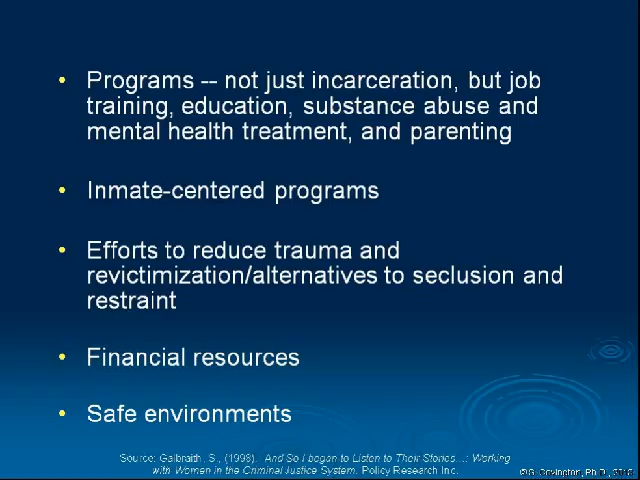 • Programs -- not just incarceration, but job
training, education, substance abuse and
mental health treatment, and parenting
• Inmate-centered programs
• Efforts to reduce trauma and
revictimization/alternatives to seclusion and
restraint
• Financial resources
• Safe environments
Source: Galbraith, S., (1998). And So I began to Listen to Their Stories...: Working
with Women in the Criminal Justice System. Policy Research Inc.
© S. Covington, Ph.D.,